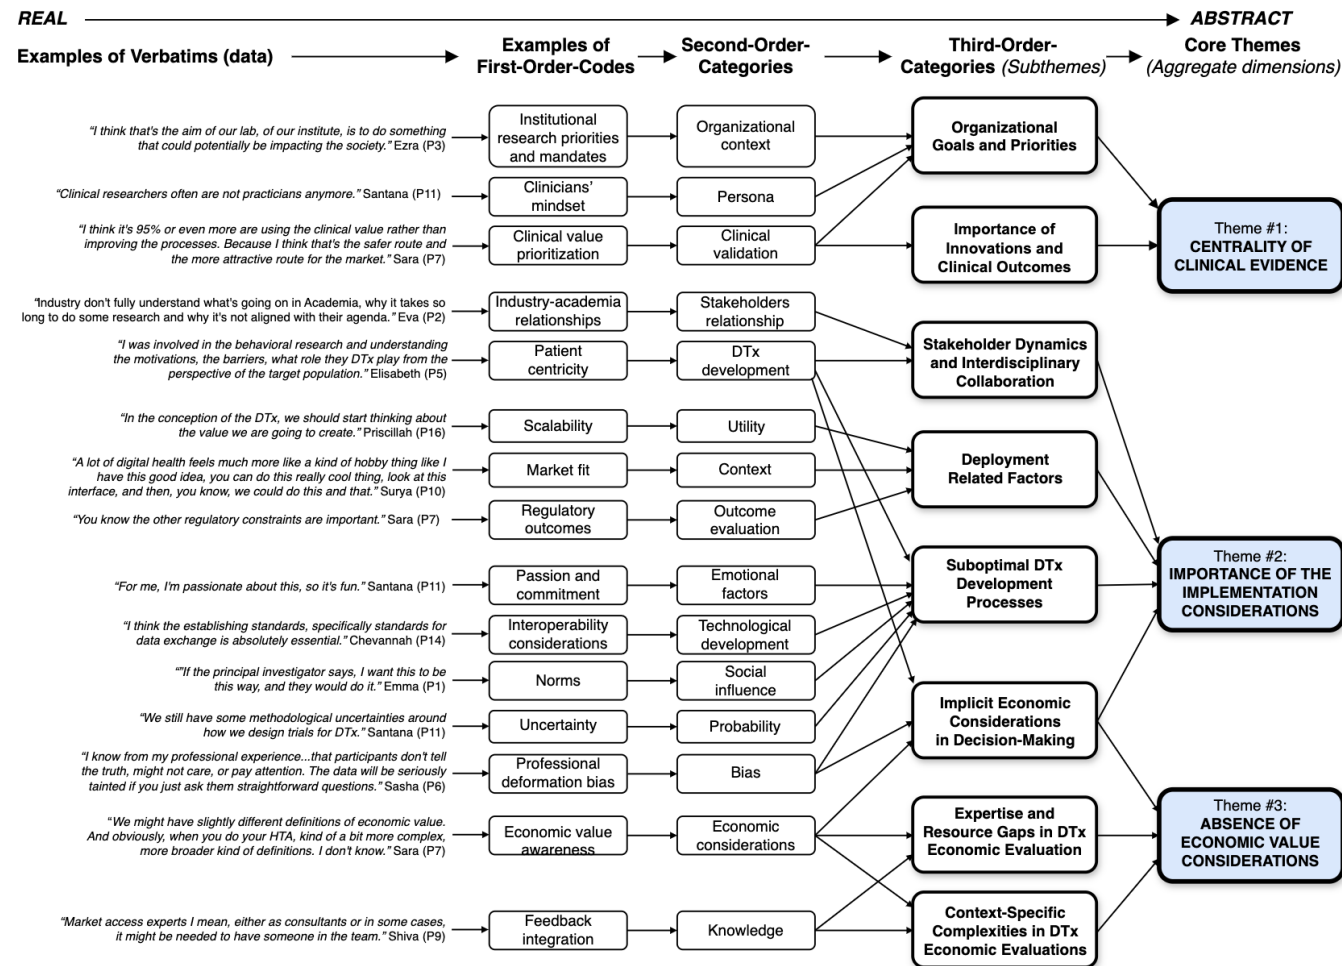 REAL
ABSTRACT
Examples of Verbatims (data)
Examples of
First-Order-Codes
Second-Order-
Categories
Third-Order-
Categories (Subthemes)
Core Themes
(Aggregate dimensions)
“I think that's the aim of our lab, of our institute, is to do something
that could potentially be impacting the society.” Ezra (P3)
Institutional
research priorities
and mandates
Organizational
context
Organizational
Goals and Priorities
“Clinical researchers often are not practicians anymore.” Santana (P11)
Clinicians’
mindset
Persona
“I think it's 95% or even more are using the clinical value rather than
improving the processes. Because I think that's the safer route and
the more attractive route for the market.” Sara (P7)
Clinical value
prioritization
Clinical
validation
Importance of
Innovations and
Clinical Outcomes
Theme #1:
CENTRALITY OF
CLINICAL EVIDENCE
“Industry don't fully understand what's going on in Academia, why it takes so
long to do some research and why it's not aligned with their agenda.” Eva (P2)
Industry-academia
relationships
Stakeholders
relationship
“I was involved in the behavioral research and understanding
the motivations, the barriers, what role they DTx play from the
perspective of the target population.” Elisabeth (P5)
Patient
centricity
DTx
development
Stakeholder Dynamics
and Interdisciplinary
Collaboration
“In the conception of the DTx, we should start thinking about
the value we are going to create.” Priscillah (P16)
Scalability
Utility
“A lot of digital health feels much more like a kind of hobby thing like I
have this good idea, you can do this really cool thing, look at this
interface, and then, you know, we could do this and that.” Surya (P10)
Market fit
Context
Deployment
Related Factors
“You know the other regulatory constraints are important.” Sara (P7)
Regulatory
outcomes
Outcome
evaluation
“For me, I'm passionate about this, so it's fun.” Santana (P11)
Passion and
commitment
Emotional
factors
Suboptimal DTx
Development
Processes
Theme #2:
IMPORTANCE OF THE
IMPLEMENTATION
CONSIDERATIONS
“I think the establishing standards, specifically standards for
data exchange is absolutely essential.” Chevannah (P14)
Interoperability
considerations
Technological
development
“"If the principal investigator says, I want this to be
this way, and they would do it.” Emma (P1)
Norms
Social
influence
“We still have some methodological uncertainties around
how we design trials for DTx.” Santana (P11)
Uncertainty
Probability
Implicit Economic
Considerations
in Decision-Making
“I know from my professional experience...that participants don't tell
the truth, might not care, or pay attention. The data will be seriously
tainted if you just ask them straightforward questions.” Sasha (P6)
Professional
deformation bias
Bias
“We might have slightly different definitions of economic value.
And obviously, when you do your HTA, kind of a bit more complex,
more broader kind of definitions. I don't know.” Sara (P7)
Economic value
awareness
Economic
considerations
Expertise and
Resource Gaps in DTx
Economic Evaluation
Theme #3:
ABSENCE OF
ECONOMIC VALUE
CONSIDERATIONS
“Market access experts I mean, either as consultants or in some cases,
it might be needed to have someone in the team.” Shiva (P9)
Feedback
integration
Knowledge
Context-Specific
Complexities in DTx
Economic Evaluations